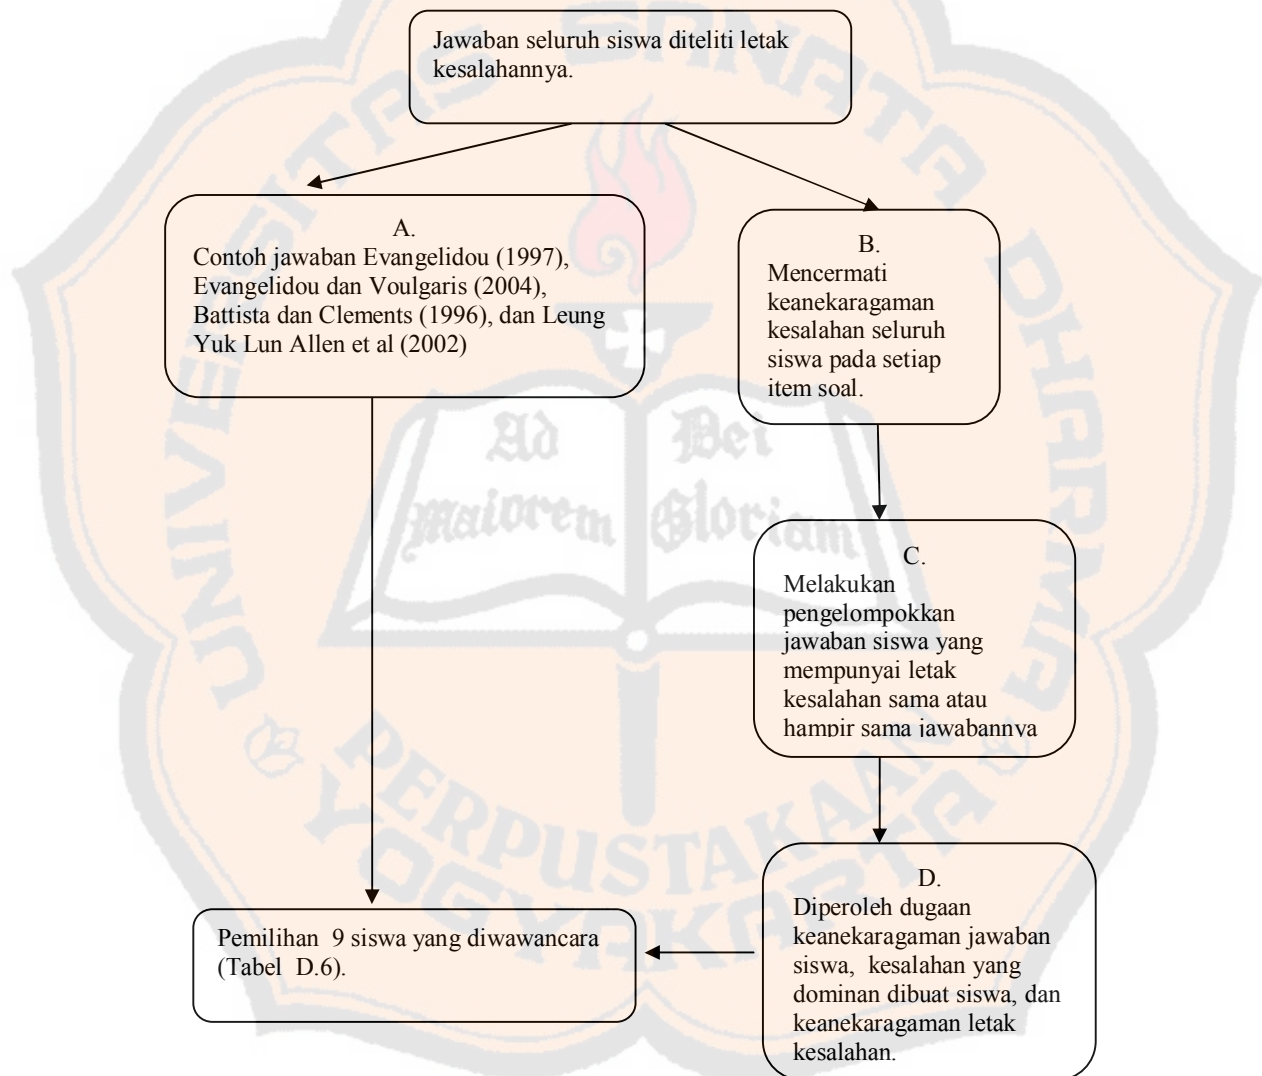 Jawaban seluruh siswa diteliti letak
kesalahannya.
A.
Contoh jawaban Evangelidou (1997),
Evangelidou dan Voulgaris (2004),
Battista dan Clements (1996), dan Leung
Yuk Lun Allen et al (2002)
B.
Mencermati
keanekaragaman
kesalahan seluruh
siswa pada setiap
item soal.
C.
Melakukan
pengelompokkan
jawaban siswa yang
mempunyai letak
kesalahan sama atau
hampir sama jawabannya
D.
Diperoleh dugaan
keanekaragaman jawaban
siswa, kesalahan yang
dominan dibuat siswa, dan
keanekaragaman letak
kesalahan.
Pemilihan 9 siswa yang diwawancara
(Tabel D.6).
UNIVERSITAS SANATA DHARMA
Ad Dei
maiorem Gloriam
PERPUSTAKAAN
YOGYAKARTA